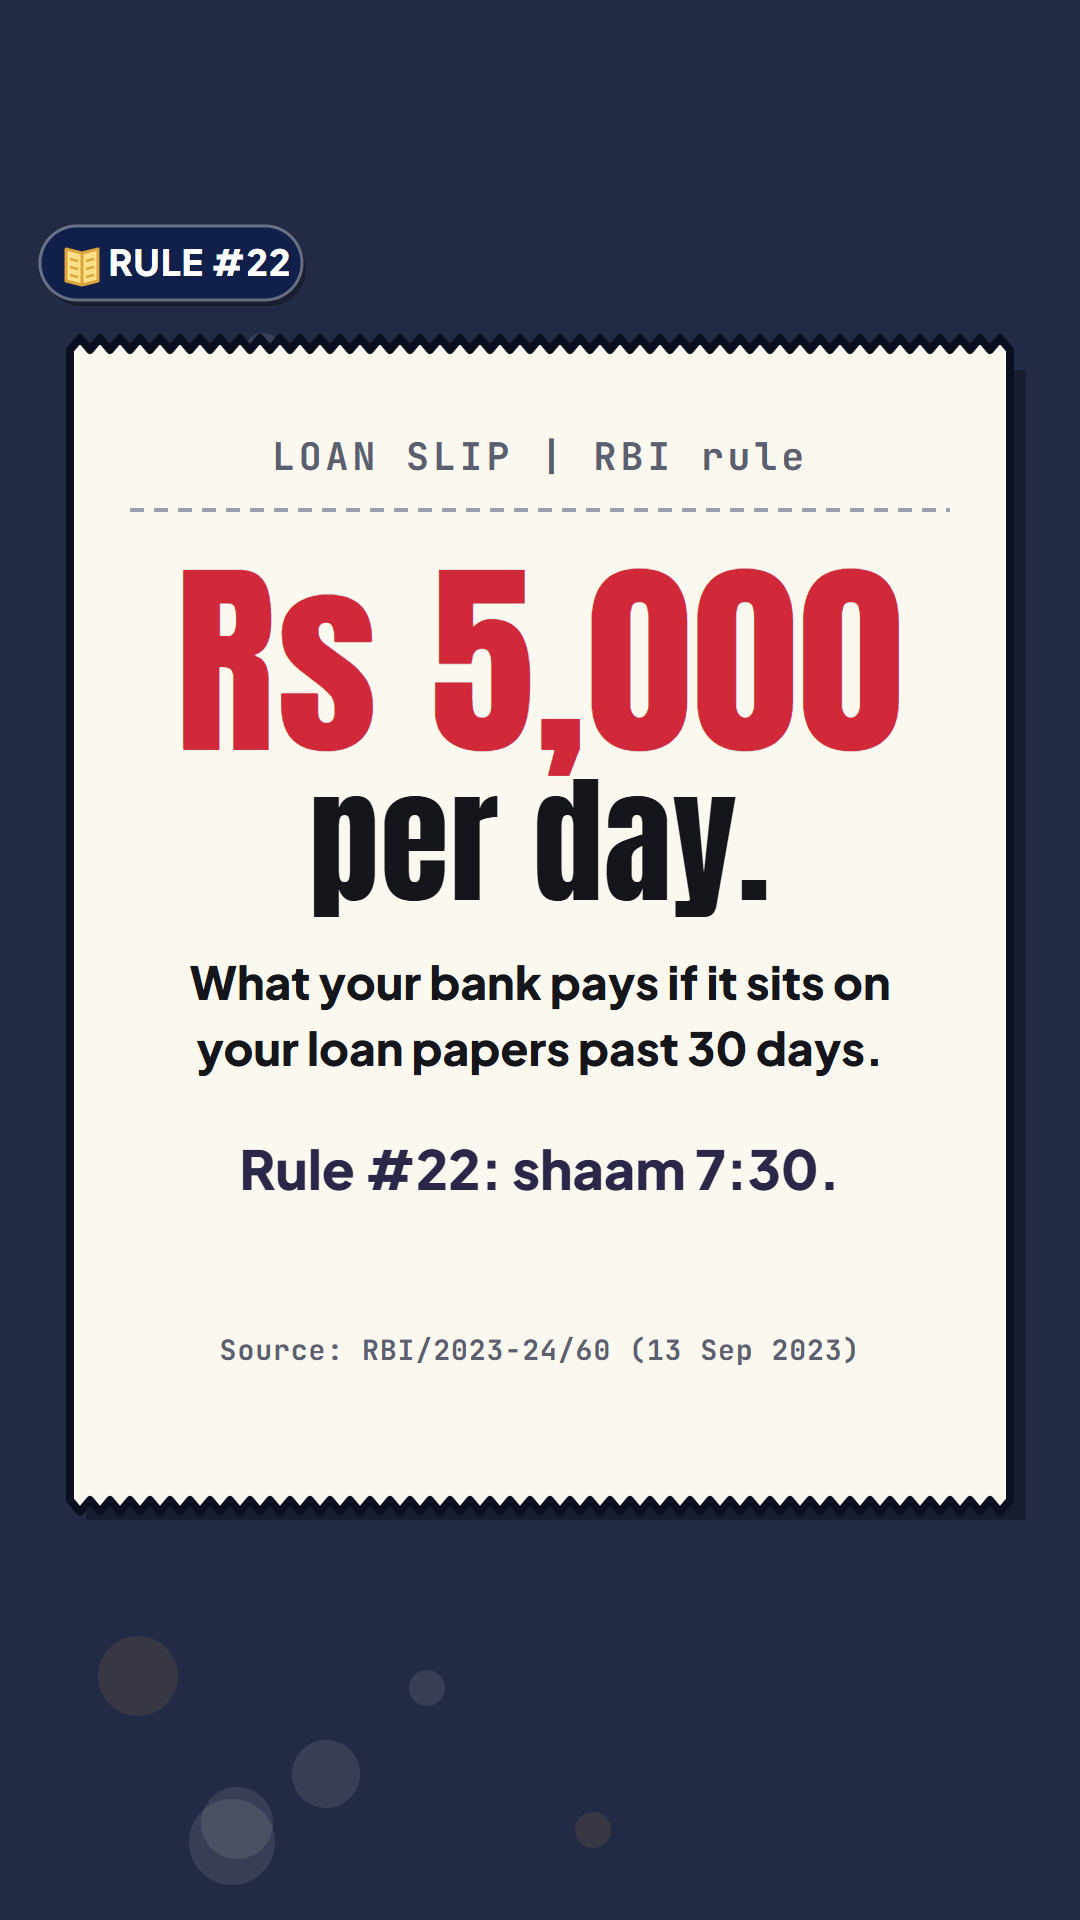 RULE #22
LOAN SLIP | RBI rule
Rs 5,000
per day.
What your bank pays if it sits on
your loan papers past 30 days.
Rule #22: shaam 7:30.
Source: RBI/2023-24/60 (13 Sep 2023)